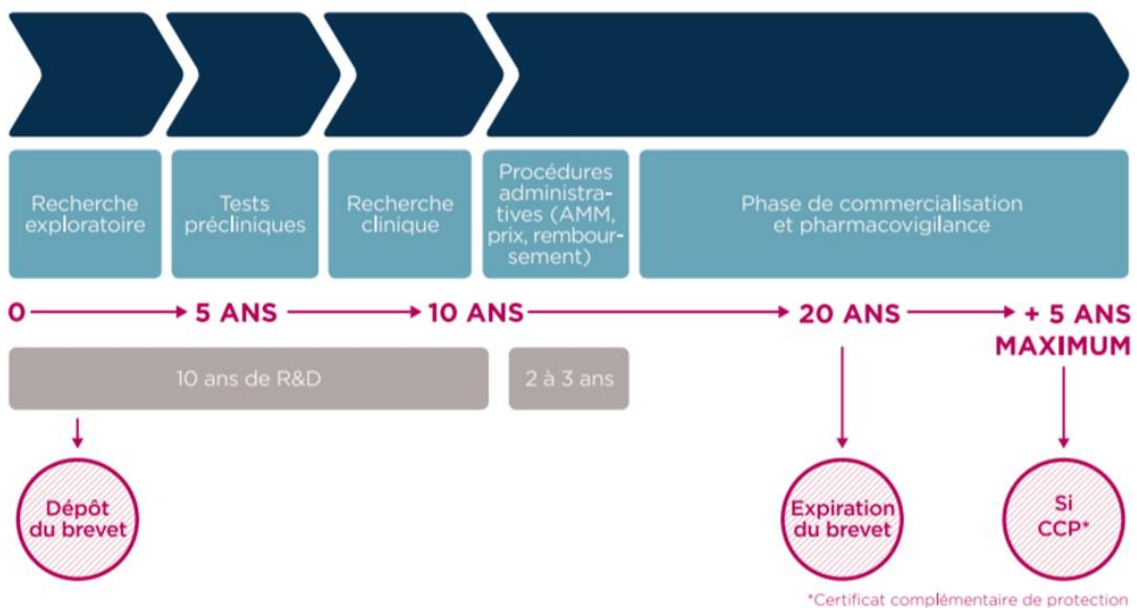 Recherche
exploratoire
Tests
précliniques
Recherche
clinique
Procédures
administra-
tives (AMM,
prix, rembour-
sement)
Phase de commercialisation
et pharmacovigilance
0
5 ANS
10 ANS
20 ANS
+ 5 ANS
MAXIMUM
10 ans de R&D
2 à 3 ans
Dépôt
du brevet
Expiration
du brevet
Si
CCP*
*Certificat complémentaire de protection